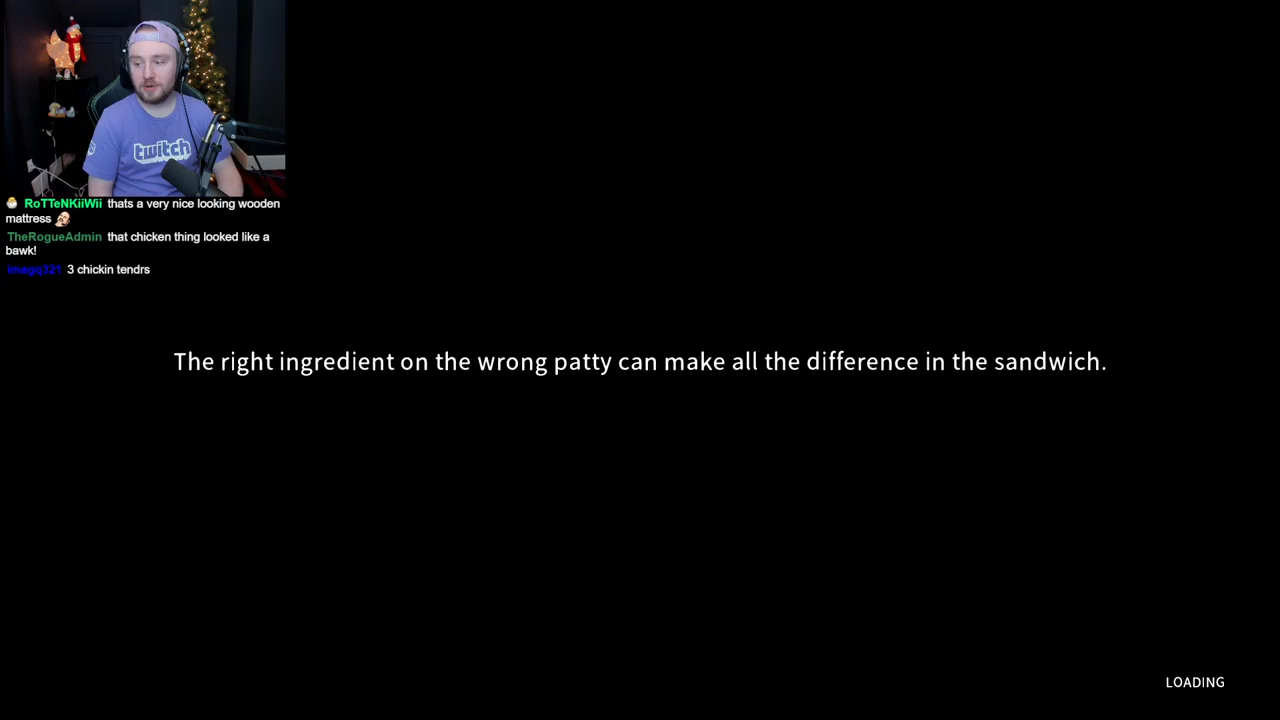 twitch
RoTTeNKiiWii thats a very nice looking wooden
mattress
TheRogueAdmin that chicken thing looked like a
bawk!
imagq321 3 chickin tendrs
The right ingredient on the wrong patty can make all the difference in the sandwich.
LOADING